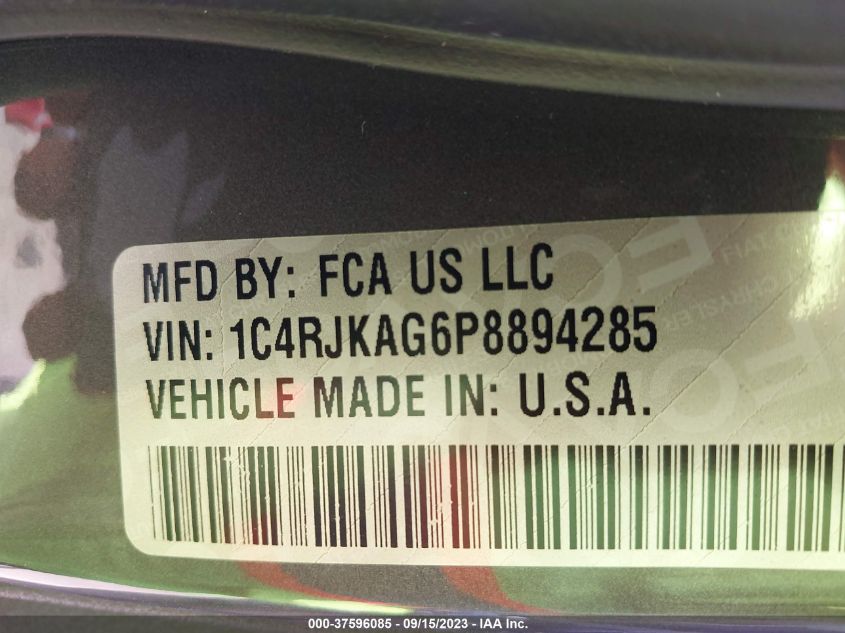 MFD BY: FCA US LLC
VIN: 1C4RJKAG6P8894285
VEHICLE MADE IN: U.S.A.
000-37596085 - 09/15/2023 - IAA Inc.